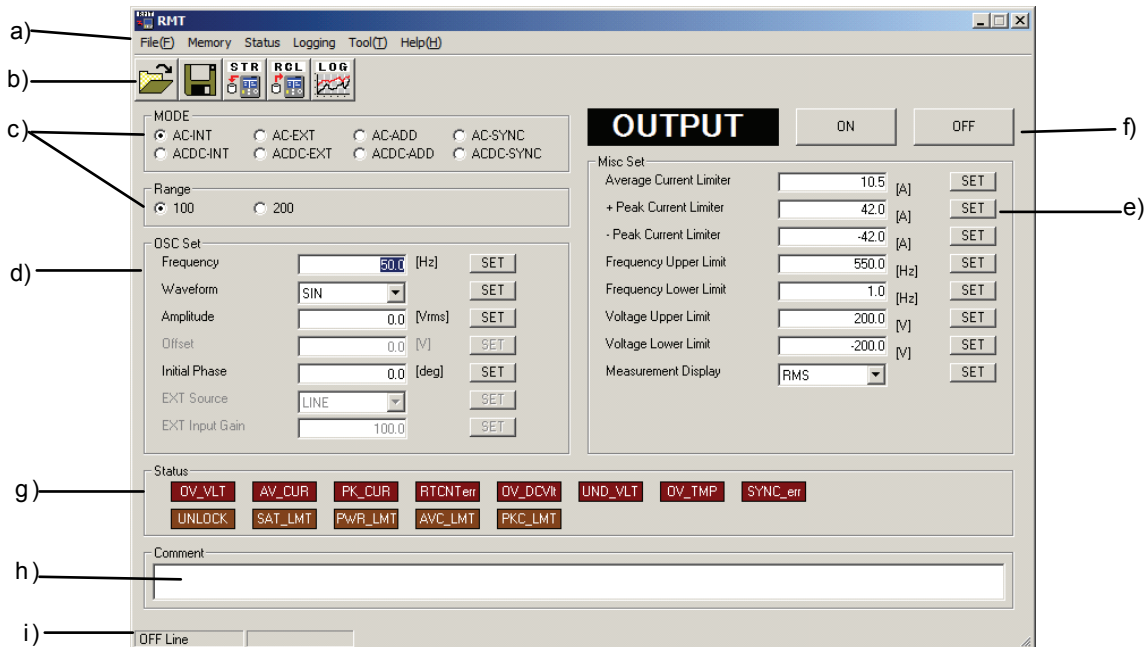 RMT
a)
File(F) Memory Status Logging Tool(T) Help(H)
b)
STR RCL LOG
MODE
c)
AC-INT AC-EXT AC-ADD AC-SYNC
ACDC-INT ACDC-EXT ACDC-ADD ACDC-SYNC
Range
100 200
OUTPUT ON OFF
f)
Misc Set
Average Current Limiter 10.5 [A] SET
+ Peak Current Limiter 42.0 [A] SET
e)
- Peak Current Limiter -42.0 [A] SET
Frequency Upper Limit 550.0 [Hz] SET
Frequency Lower Limit 1.0 [Hz] SET
Voltage Upper Limit 200.0 [V] SET
Voltage Lower Limit -200.0 [V] SET
Measurement Display RMS SET
OSC Set
d)
Frequency 50.0 [Hz] SET
Waveform SIN SET
Amplitude 0.0 [Vrms] SET
Offset 0.0 [V] SET
Initial Phase 0.0 [deg] SET
EXT Source LINE SET
EXT Input Gain 100.0 SET
Status
g)
OV_VLT AV_CUR PK_CUR RTCNTerr OV_DCVlt UND_VLT OV_TMP SYNC_err
UNLOCK SAT_LMT PWR_LMT AVC_LMT PKC_LMT
Comment
h)
i)
OFF Line